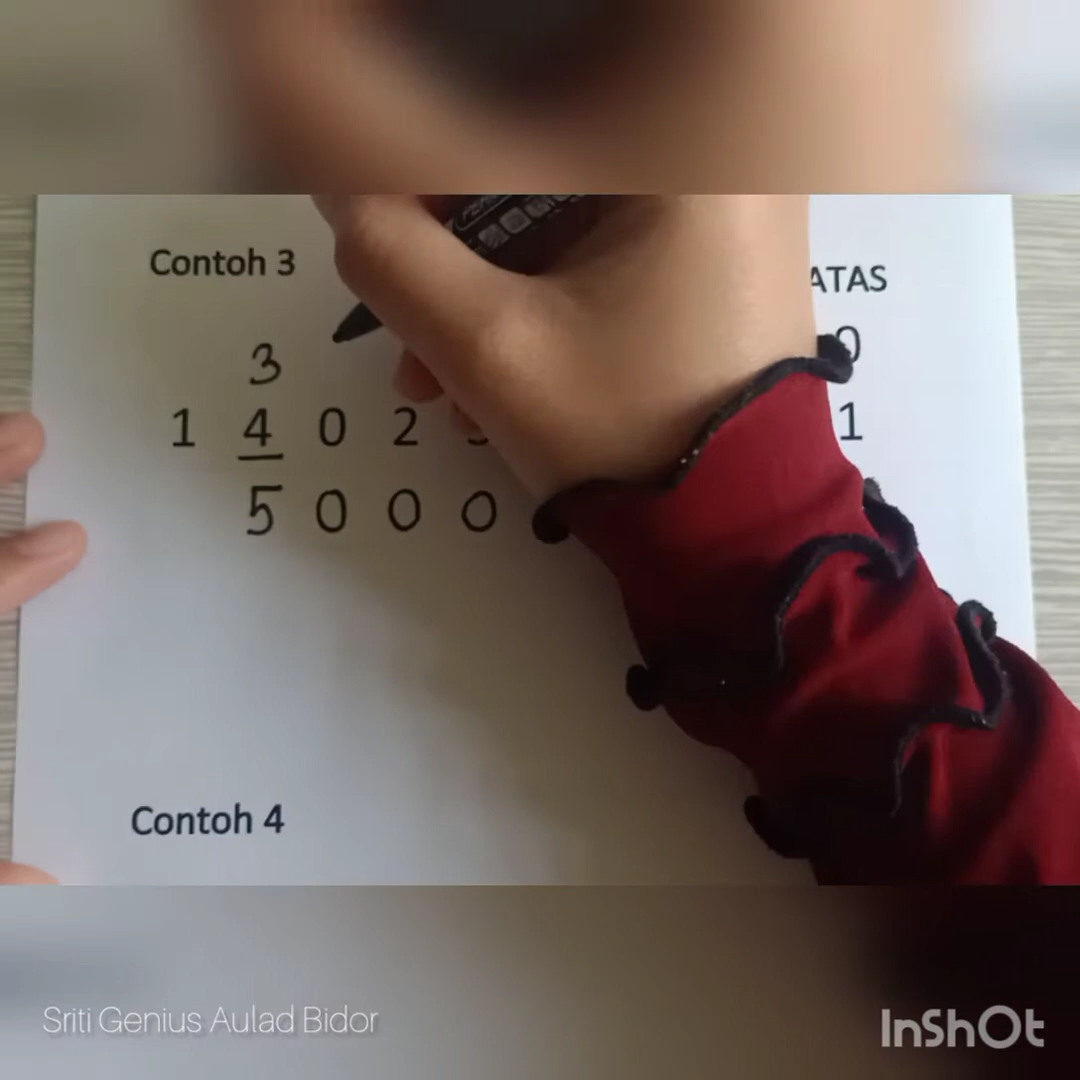 Contoh 3
ATAS
3 0
1 4 0 2 1
5 0 0 0
Contoh 4
Sriti Genius Aulad Bidor
InShOt